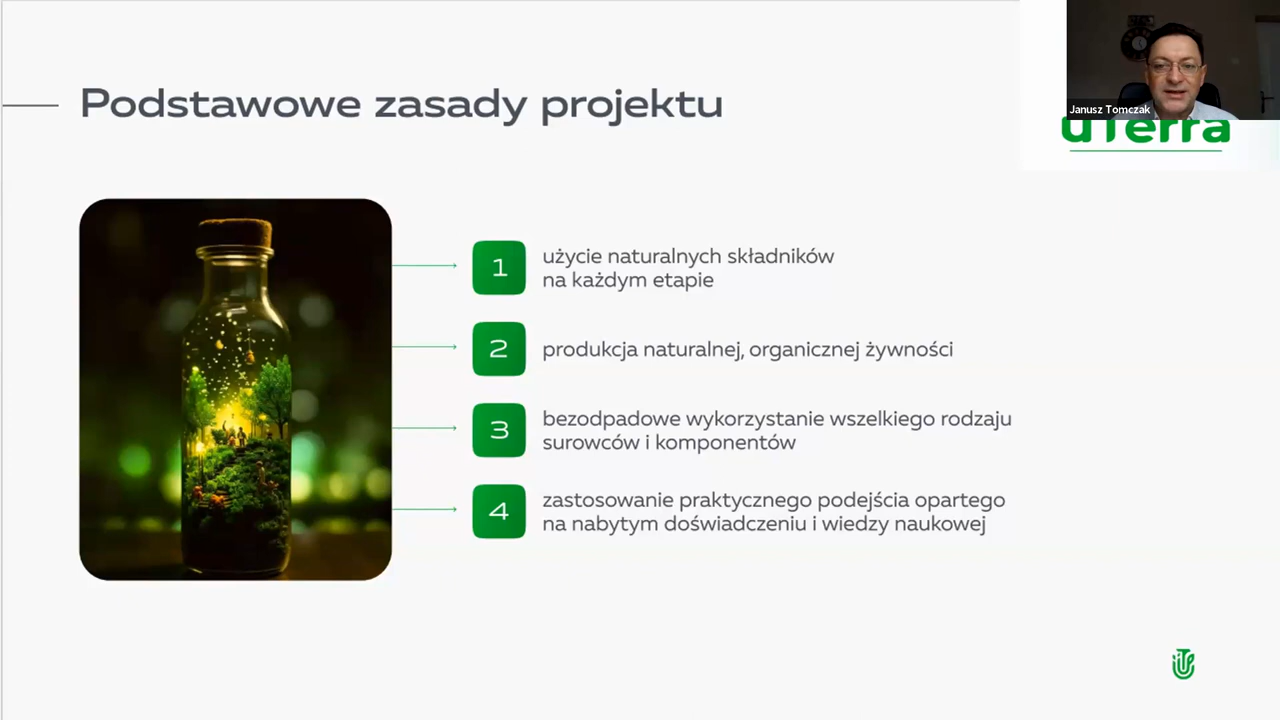 Podstawowe zasady projektu
Janusz Tomczak
uTerra
1
użycie naturalnych składników
na każdym etapie
2
produkcja naturalnej, organicznej żywności
3
bezodpadowe wykorzystanie wszelkiego rodzaju
surowców i komponentów
4
zastosowanie praktycznego podejścia opartego
na nabytym doświadczeniu i wiedzy naukowej